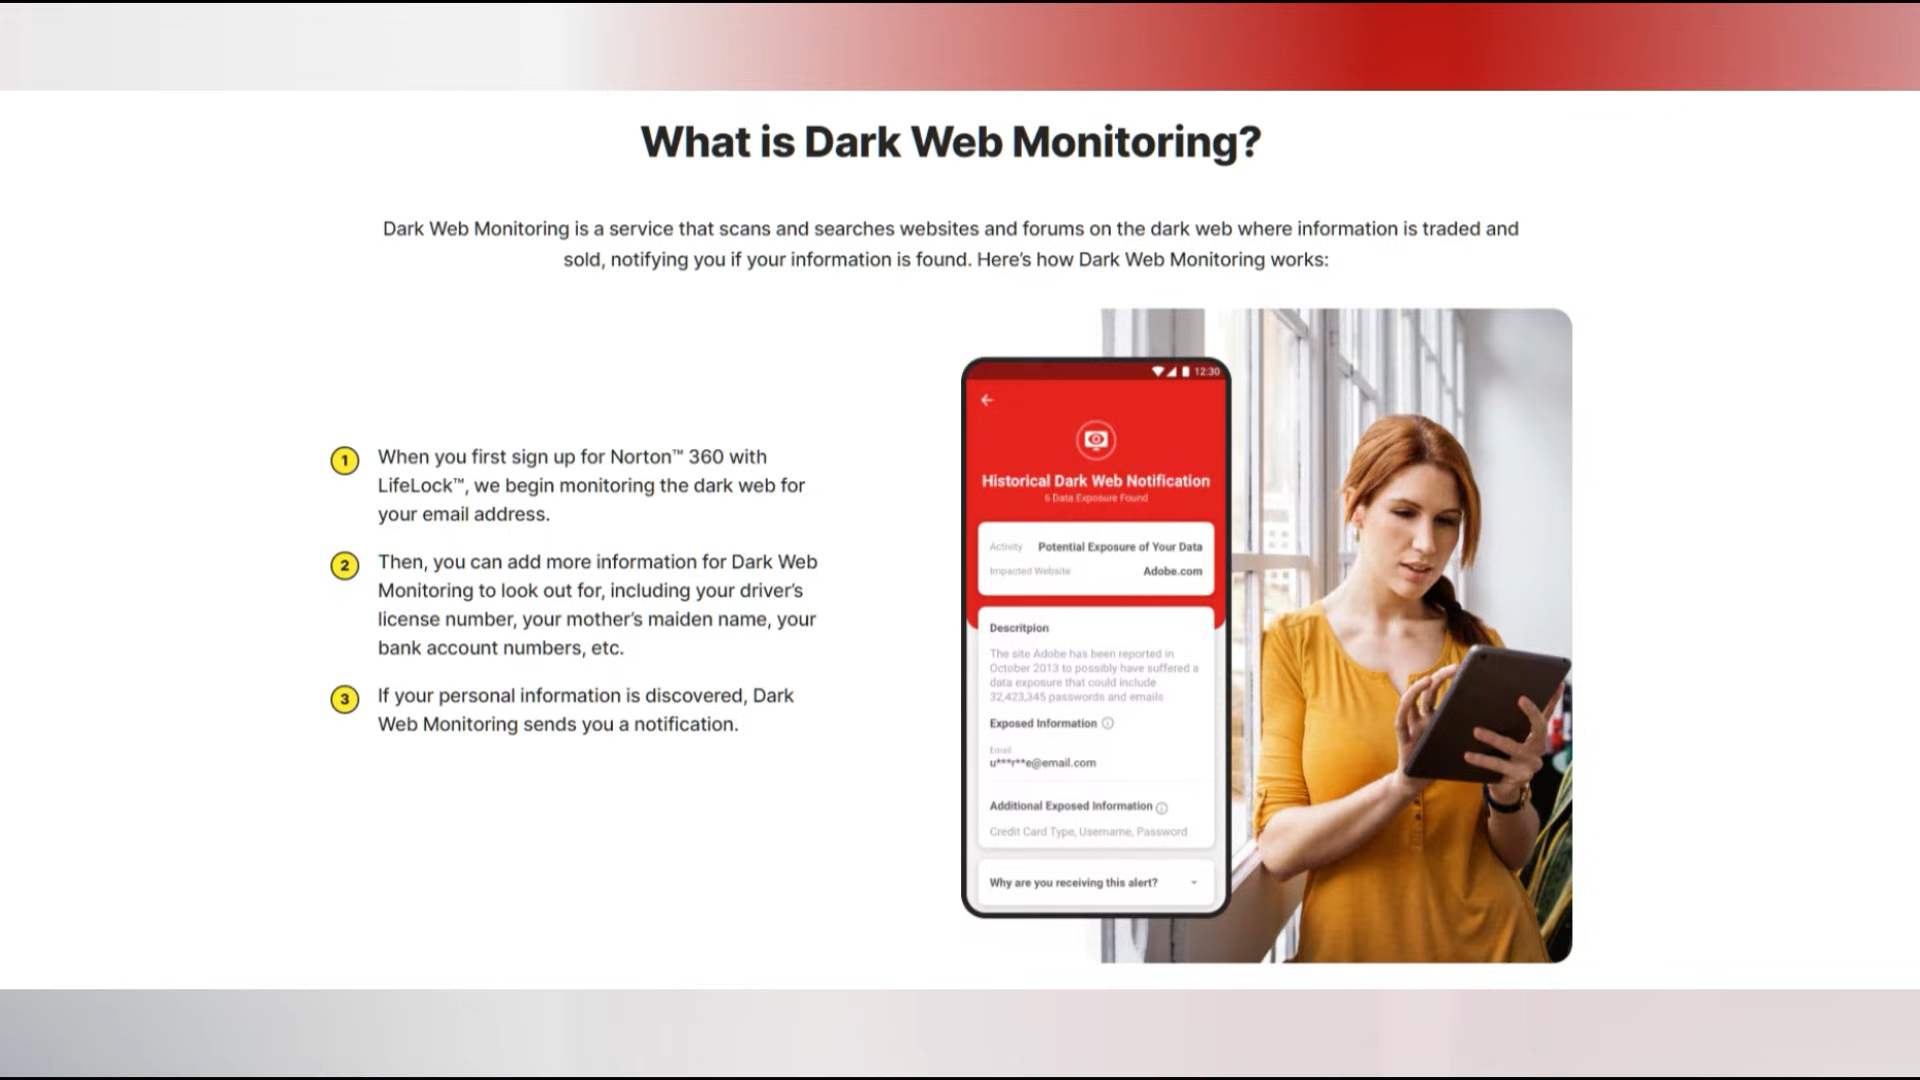 What is Dark Web Monitoring?
Dark Web Monitoring is a service that scans and searches websites and forums on the dark web where information is traded and
sold, notifying you if your information is found. Here's how Dark Web Monitoring works:
1 When you first sign up for Norton™ 360 with
LifeLock™, we begin monitoring the dark web for
your email address.
2 Then, you can add more information for Dark Web
Monitoring to look out for, including your driver's
license number, your mother's maiden name, your
bank account numbers, etc.
3 If your personal information is discovered, Dark
Web Monitoring sends you a notification.
12:30
Historical Dark Web Notification
6 Data Exposure Found
Activity Potential Exposure of Your Data
Impacted Website Adobe.com
Descritpion
The site Adobe has been reported in
October 2013 to possibly have suffered a
data exposure that could include
32,423,345 passwords and emails
Exposed Information
Email
u***r**e@email.com
Additional Exposed Information
Credit Card Type, Username, Password
Why are you receiving this alert?